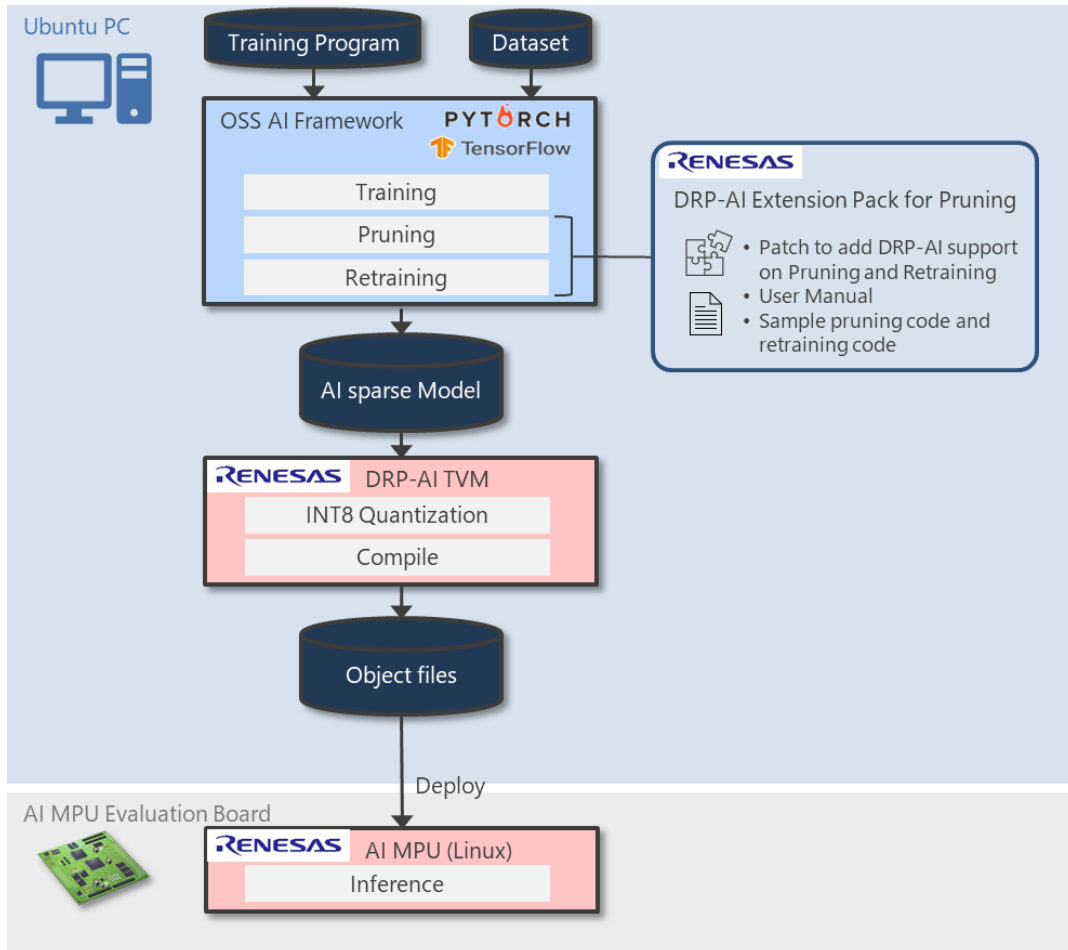 Ubuntu PC
Training Program
Dataset
OSS AI Framework
PYTORCH
TensorFlow
Training
Pruning
Retraining
RENESAS
DRP-AI Extension Pack for Pruning
• Patch to add DRP-AI support
on Pruning and Retraining
• User Manual
• Sample pruning code and
retraining code
AI sparse Model
RENESAS DRP-AI TVM
INT8 Quantization
Compile
Object files
Deploy
AI MPU Evaluation Board
RENESAS AI MPU (Linux)
Inference